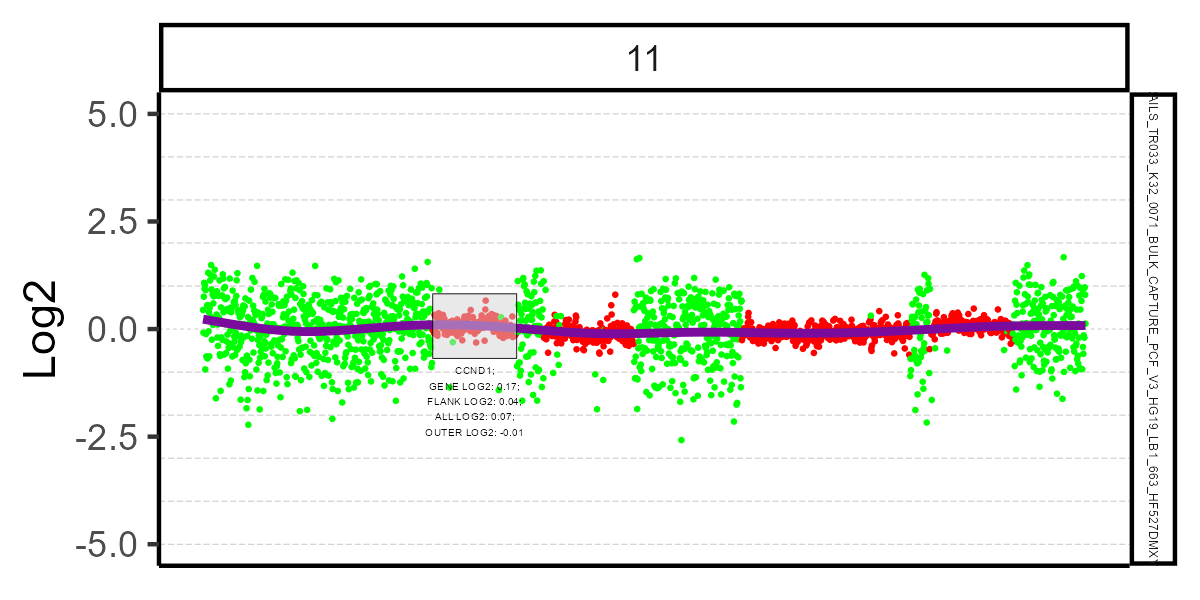 11
5.0
2.5
0.0
-2.5
-5.0
Log2
CCND1;
GENE LOG2: 0.17;
FLANK LOG2: 0.04;
ALL LOG2: 0.07;
OUTER LOG2: -0.01
AILS_TR033_K32_0071_BULK_CAPTURE_PCF_V3_HG19_LB1_663_HF527DMXY